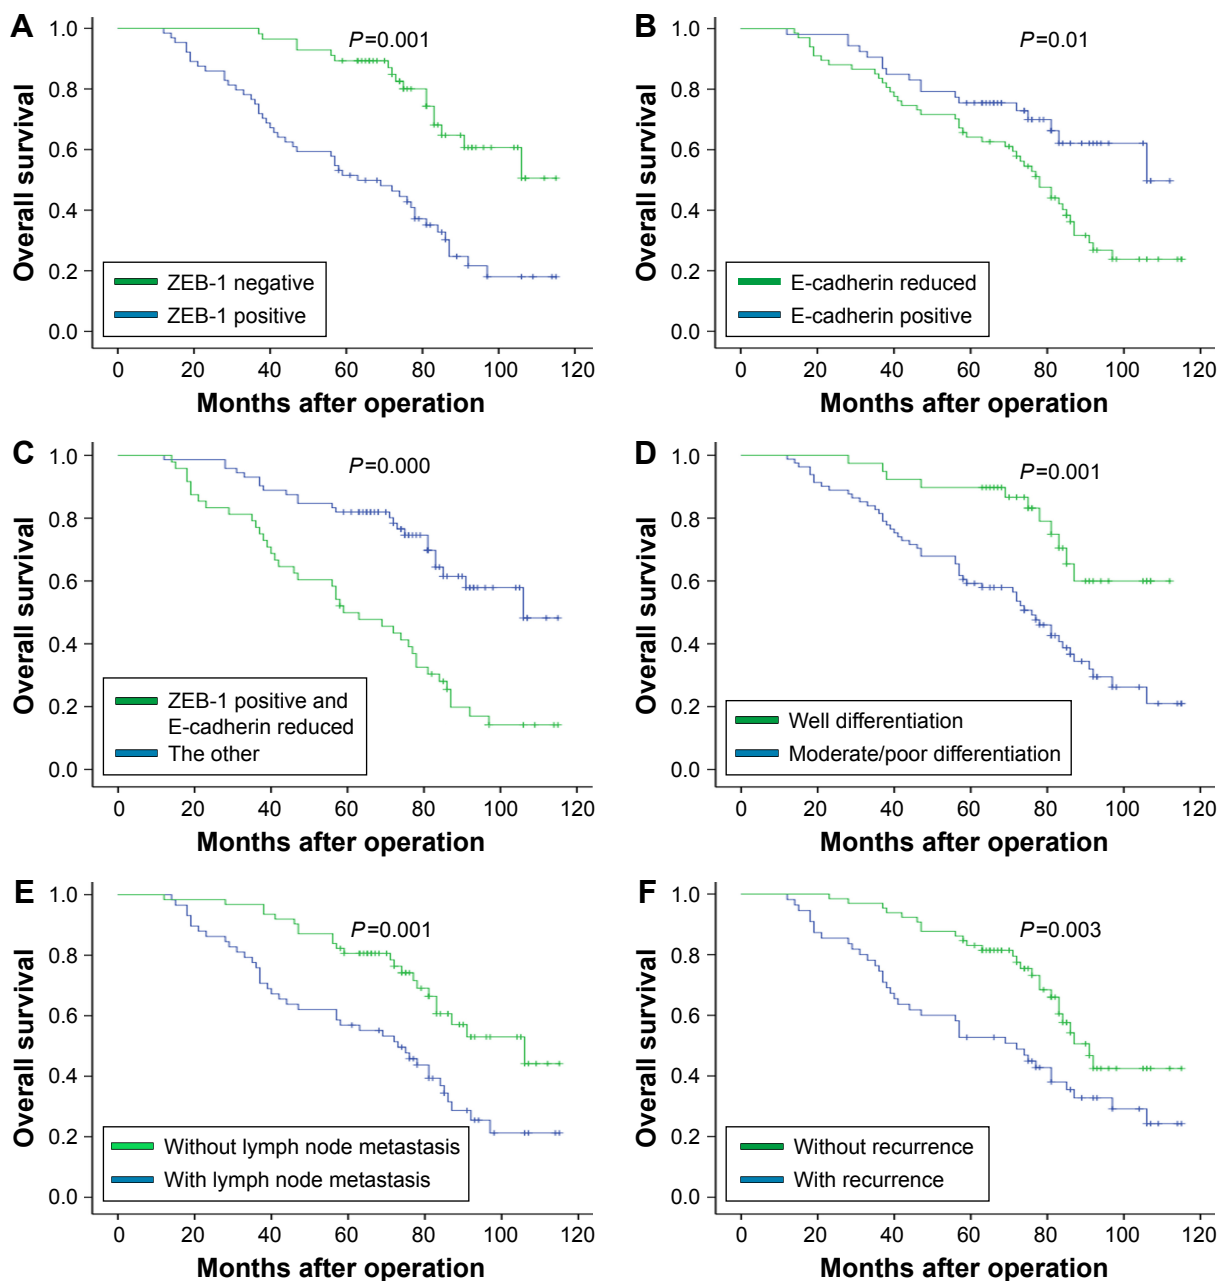 A
P=0.001
Overall survival
1.0
0.8
0.6
0.4
0.2
0.0
ZEB-1 negative
ZEB-1 positive
0 20 40 60 80 100 120
Months after operation
B
P=0.01
Overall survival
1.0
0.8
0.6
0.4
0.2
0.0
E-cadherin reduced
E-cadherin positive
0 20 40 60 80 100 120
Months after operation
C
P=0.000
Overall survival
1.0
0.8
0.6
0.4
0.2
0.0
ZEB-1 positive and
E-cadherin reduced
The other
0 20 40 60 80 100 120
Months after operation
D
P=0.001
Overall survival
1.0
0.8
0.6
0.4
0.2
0.0
Well differentiation
Moderate/poor differentiation
0 20 40 60 80 100 120
Months after operation
E
P=0.001
Overall survival
1.0
0.8
0.6
0.4
0.2
0.0
Without lymph node metastasis
With lymph node metastasis
0 20 40 60 80 100 120
Months after operation
F
P=0.003
Overall survival
1.0
0.8
0.6
0.4
0.2
0.0
Without recurrence
With recurrence
0 20 40 60 80 100 120
Months after operation